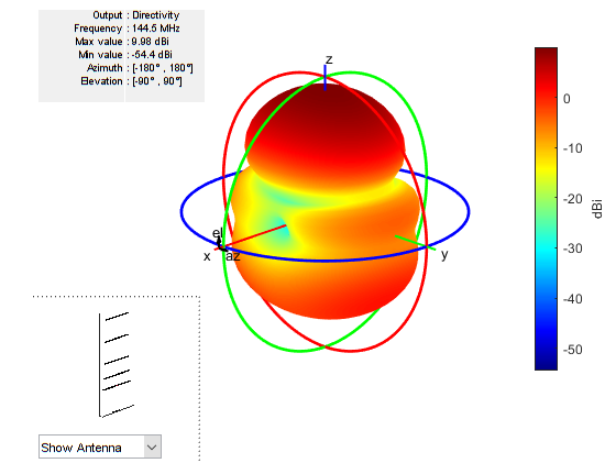 Output : Directivity
Frequency : 144.5 MHz
Max value : 9.98 dBi
Min value : -54.4 dBi
Azimuth : [-180° , 180°]
Elevation : [-90° , 90°]
z
0
-10
-20
dBi
-30
-40
-50
el
x az
y
Show Antenna